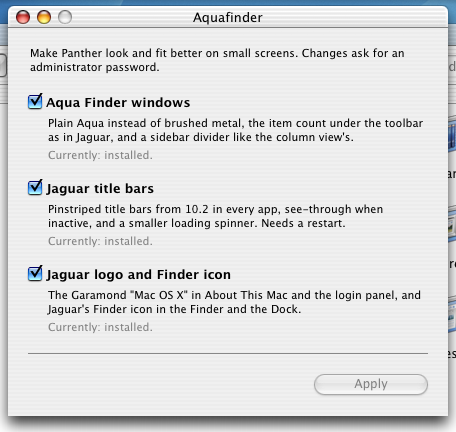 Aquafinder
Make Panther look and fit better on small screens. Changes ask for an
administrator password.
Aqua Finder windows
Plain Aqua instead of brushed metal, the item count under the toolbar
as in Jaguar, and a sidebar divider like the column view's.
Currently: installed.
Jaguar title bars
Pinstriped title bars from 10.2 in every app, see-through when
inactive, and a smaller loading spinner. Needs a restart.
Currently: installed.
Jaguar logo and Finder icon
The Garamond "Mac OS X" in About This Mac and the login panel, and
Jaguar's Finder icon in the Finder and the Dock.
Currently: installed.
Apply